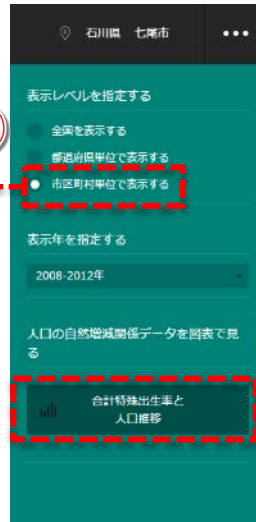 石川県 七尾市
•••
表示レベルを指定する
全国を表示する
都道府県単位で表示する
市区町村単位で表示する
表示年を指定する
2008-2012年
人口の自然増減関係データを図表で見
る
合計特殊出生率と
人口推移